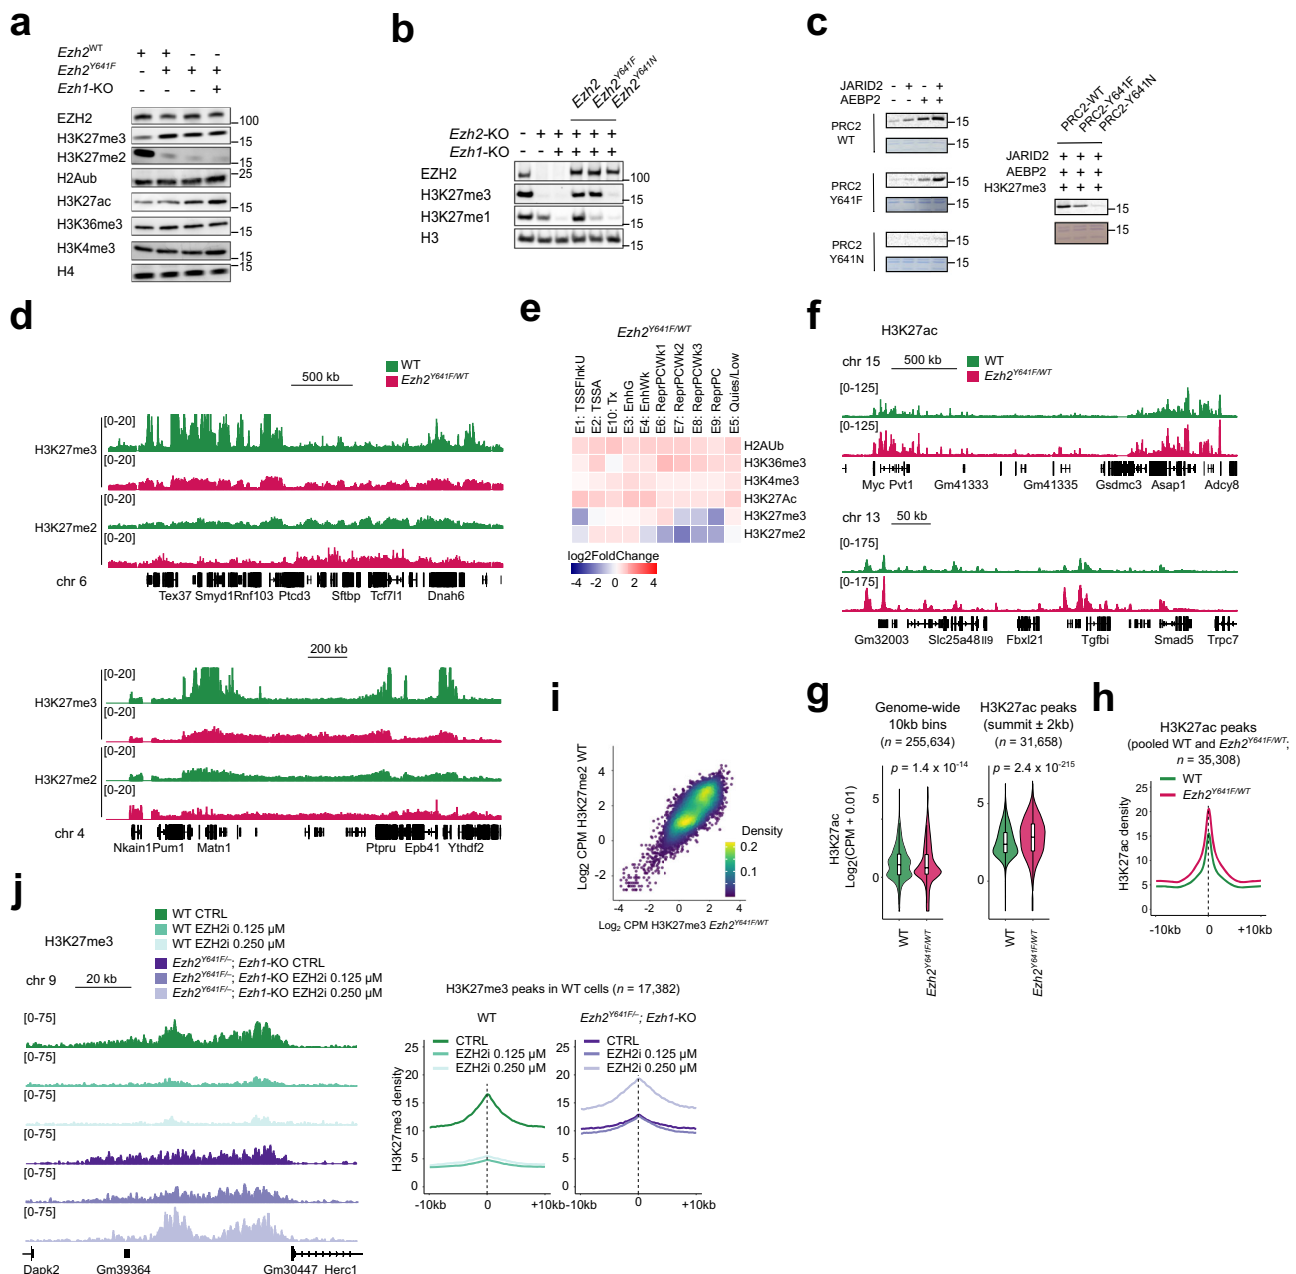 a
Ezh2WT + + - -
Ezh2Y641F - + + +
Ezh1-KO - - - +
EZH2
100
H3K27me3
15
H3K27me2
15
H2Aub
25
H3K27ac
15
H3K36me3
H3K4me3
15
H4
15
b
Ezh2
Ezh2Y641F
Ezh2Y641N
Ezh2-KO - + + + + +
Ezh1-KO - - + + + +
EZH2
100
H3K27me3
15
H3K27me1
H3
15
c
JARID2 - + - +
AEBP2 - - + +
PRC2
WT
15
15
PRC2
Y641F
15
15
PRC2
Y641N
15
PRC2-WT
PRC2-Y641F
PRC2-Y641N
JARID2 + + +
AEBP2 + + +
H3K27me3 + + +
15
15
d
500 kb
WT
Ezh2Y641F/WT
[0-20]
H3K27me3
[0-20]
[0-20]
H3K27me2
[0-20]
chr 6
Tex37 Smyd1Rnf103 Ptcd3 Sftbp Tcf7l1 Dnah6
200 kb
[0-20]
H3K27me3
[0-20]
[0-20]
H3K27me2
[0-20]
chr 4
Nkain1Pum1 Matn1 Ptpru Epb41 Ythdf2
e
Ezh2Y641F/WT
E1: TSSFlnkU
E2: TSSA
E10: Tx
E3: EnhG
E4: EnhWk
E6: ReprPCWk1
E7: ReprPCWk2
E8: ReprPCWk3
E9: ReprPC
E5: Quies/Low
H2AUb
H3K36me3
H3K4me3
H3K27Ac
H3K27me3
H3K27me2
log2FoldChange
-4 -2 0 2 4
f
H3K27ac
chr 15 500 kb
WT
Ezh2Y641F/WT
[0-125]
[0-125]
Myc Pvt1 Gm41333 Gm41335 Gsdmc3 Asap1 Adcy8
chr 13 50 kb
[0-175]
[0-175]
Gm32003 Slc25a48 Il9 Fbxl21 Tgfbi Smad5 Trpc7
g
Genome-wide
10kb bins
(n = 255,634)
p = 1.4 x 10-14
H3K27ac peaks
(summit ± 2kb)
(n = 31,658)
p = 2.4 x 10-215
H3K27ac
Log2(CPM + 0.01)
5
0
5
0
WT
Ezh2Y641F/WT
WT
Ezh2Y641F/WT
h
H3K27ac peaks
(pooled WT and Ezh2Y641F/WT;
n = 35,308)
WT
Ezh2Y641F/WT
H3K27ac density
25
20
15
10
5
0
-10kb 0 +10kb
i
Log2 CPM H3K27me2 WT
4
2
0
-2
-4 -2 0 2 4
Log2 CPM H3K27me3 Ezh2Y641F/WT
Density
0.2
0.1
j
H3K27me3
WT CTRL
WT EZH2i 0.125 µM
WT EZH2i 0.250 µM
Ezh2Y641F/–; Ezh1-KO CTRL
Ezh2Y641F/–; Ezh1-KO EZH2i 0.125 µM
Ezh2Y641F/–; Ezh1-KO EZH2i 0.250 µM
chr 9 20 kb
[0-75]
[0-75]
[0-75]
[0-75]
[0-75]
[0-75]
Dapk2 Gm39364 Gm30447 Herc1
H3K27me3 peaks in WT cells (n = 17,382)
WT
CTRL
EZH2i 0.125 µM
EZH2i 0.250 µM
H3K27me3 density
25
20
15
10
5
0
-10kb 0 +10kb
Ezh2Y641F/–; Ezh1-KO
CTRL
EZH2i 0.125 µM
EZH2i 0.250 µM
25
20
15
10
5
0
-10kb 0 +10kb